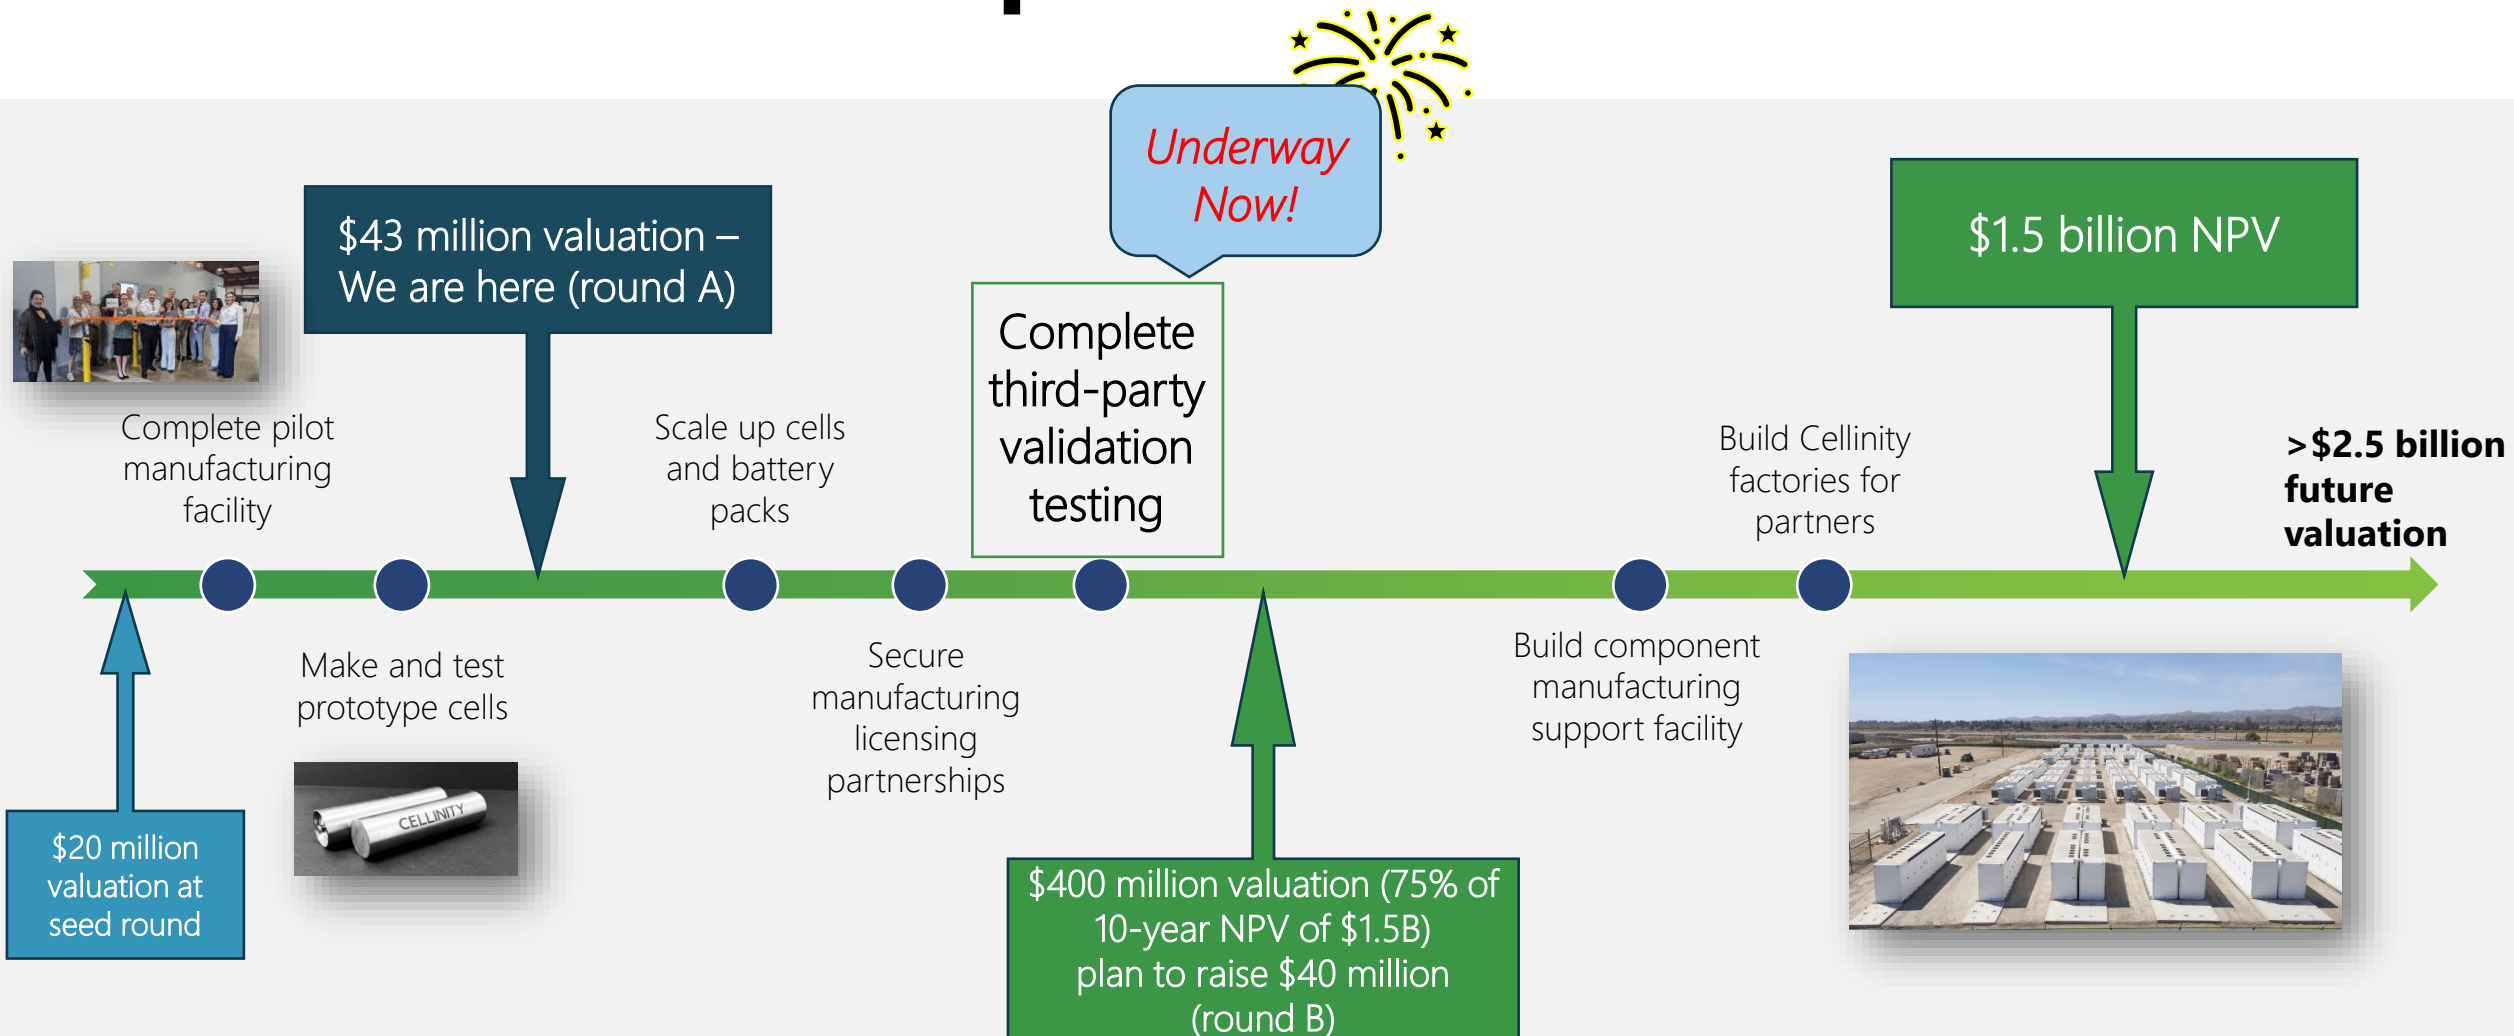 Underway
Now!
$43 million valuation –
We are here (round A)
$1.5 billion NPV
Complete
third-party
validation
testing
Complete pilot
manufacturing
facility
Scale up cells
and battery
packs
Build Cellinity
factories for
partners
>$2.5 billion
future
valuation
Make and test
prototype cells
Secure
manufacturing
licensing
partnerships
Build component
manufacturing
support facility
CELLINITY
$20 million
valuation at
seed round
$400 million valuation (75% of
10-year NPV of $1.5B)
plan to raise $40 million
(round B)